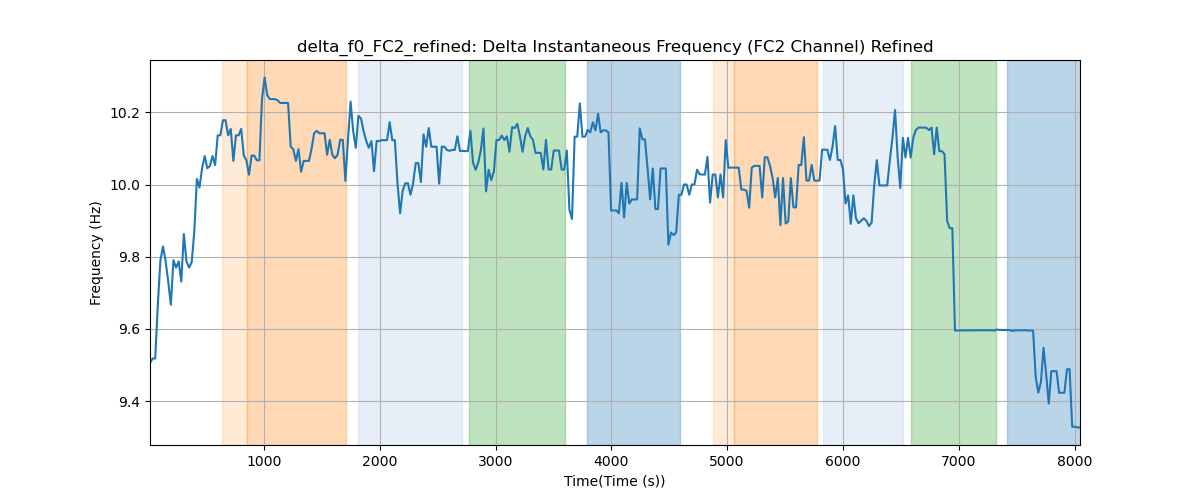 delta_f0_FC2_refined: Delta Instantaneous Frequency (FC2 Channel) Refined
Frequency (Hz)
10.2
10.0
9.8
9.6
9.4
1000 2000 3000 4000 5000 6000 7000 8000
Time(Time (s))